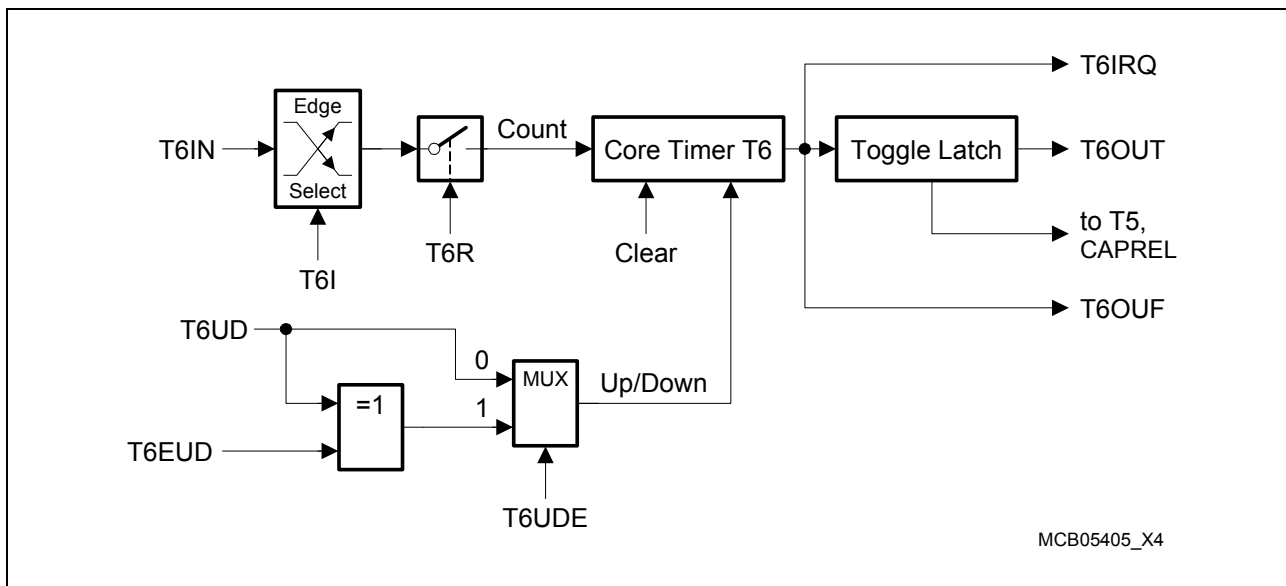 T6IRQ
Edge
Select
T6IN
Count
Core Timer T6
Toggle Latch
T6OUT
T6I
T6R
Clear
to T5,
CAPREL
T6OUF
T6UD
0
MUX
Up/Down
=1
1
T6EUD
T6UDE
MCB05405_X4